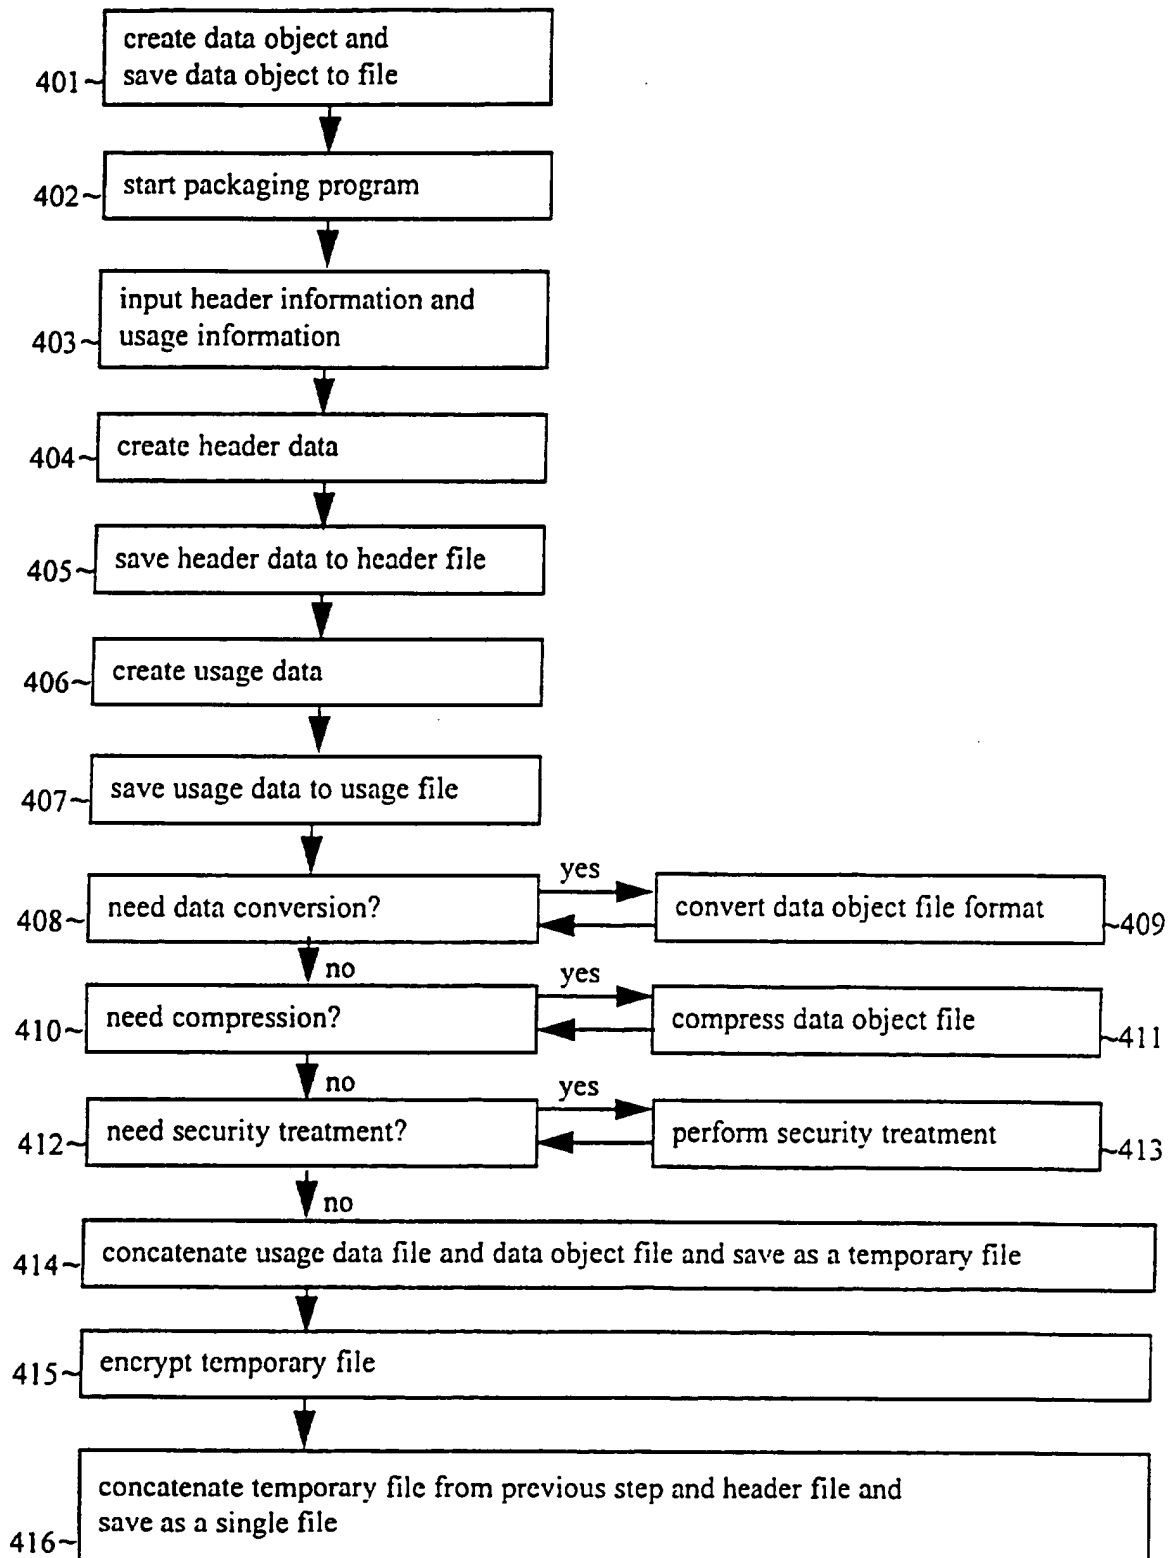 create data object and
save data object to file
401~
start packaging program
402~
input header information and
usage information
403~
create header data
404~
save header data to header file
405~
create usage data
406~
save usage data to usage file
407~
need data conversion?
408~
yes
convert data object file format
~409
no
need compression?
410~
yes
compress data object file
~411
no
need security treatment?
412~
yes
perform security treatment
~413
no
concatenate usage data file and data object file and save as a temporary file
414~
encrypt temporary file
415~
concatenate temporary file from previous step and header file and
save as a single file
416~